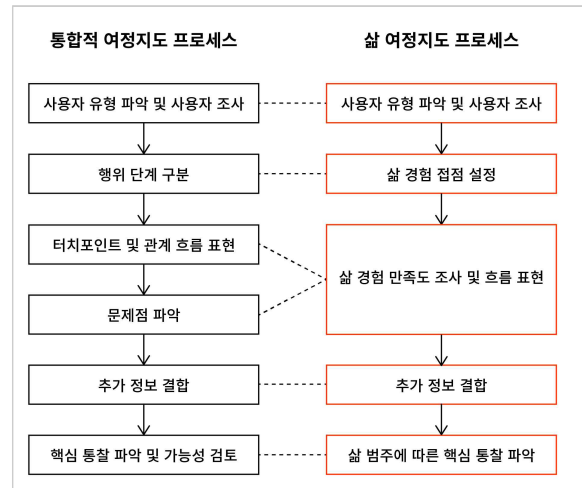 통합적 여정지도 프로세스
사용자 유형 파악 및 사용자 조사
행위 단계 구분
터치포인트 및 관계 흐름 표현
문제점 파악
추가 정보 결합
핵심 통찰 파악 및 가능성 검토
삶 여정지도 프로세스
사용자 유형 파악 및 사용자 조사
삶 경험 접점 설정
삶 경험 만족도 조사 및 흐름 표현
추가 정보 결합
삶 범주에 따른 핵심 통찰 파악